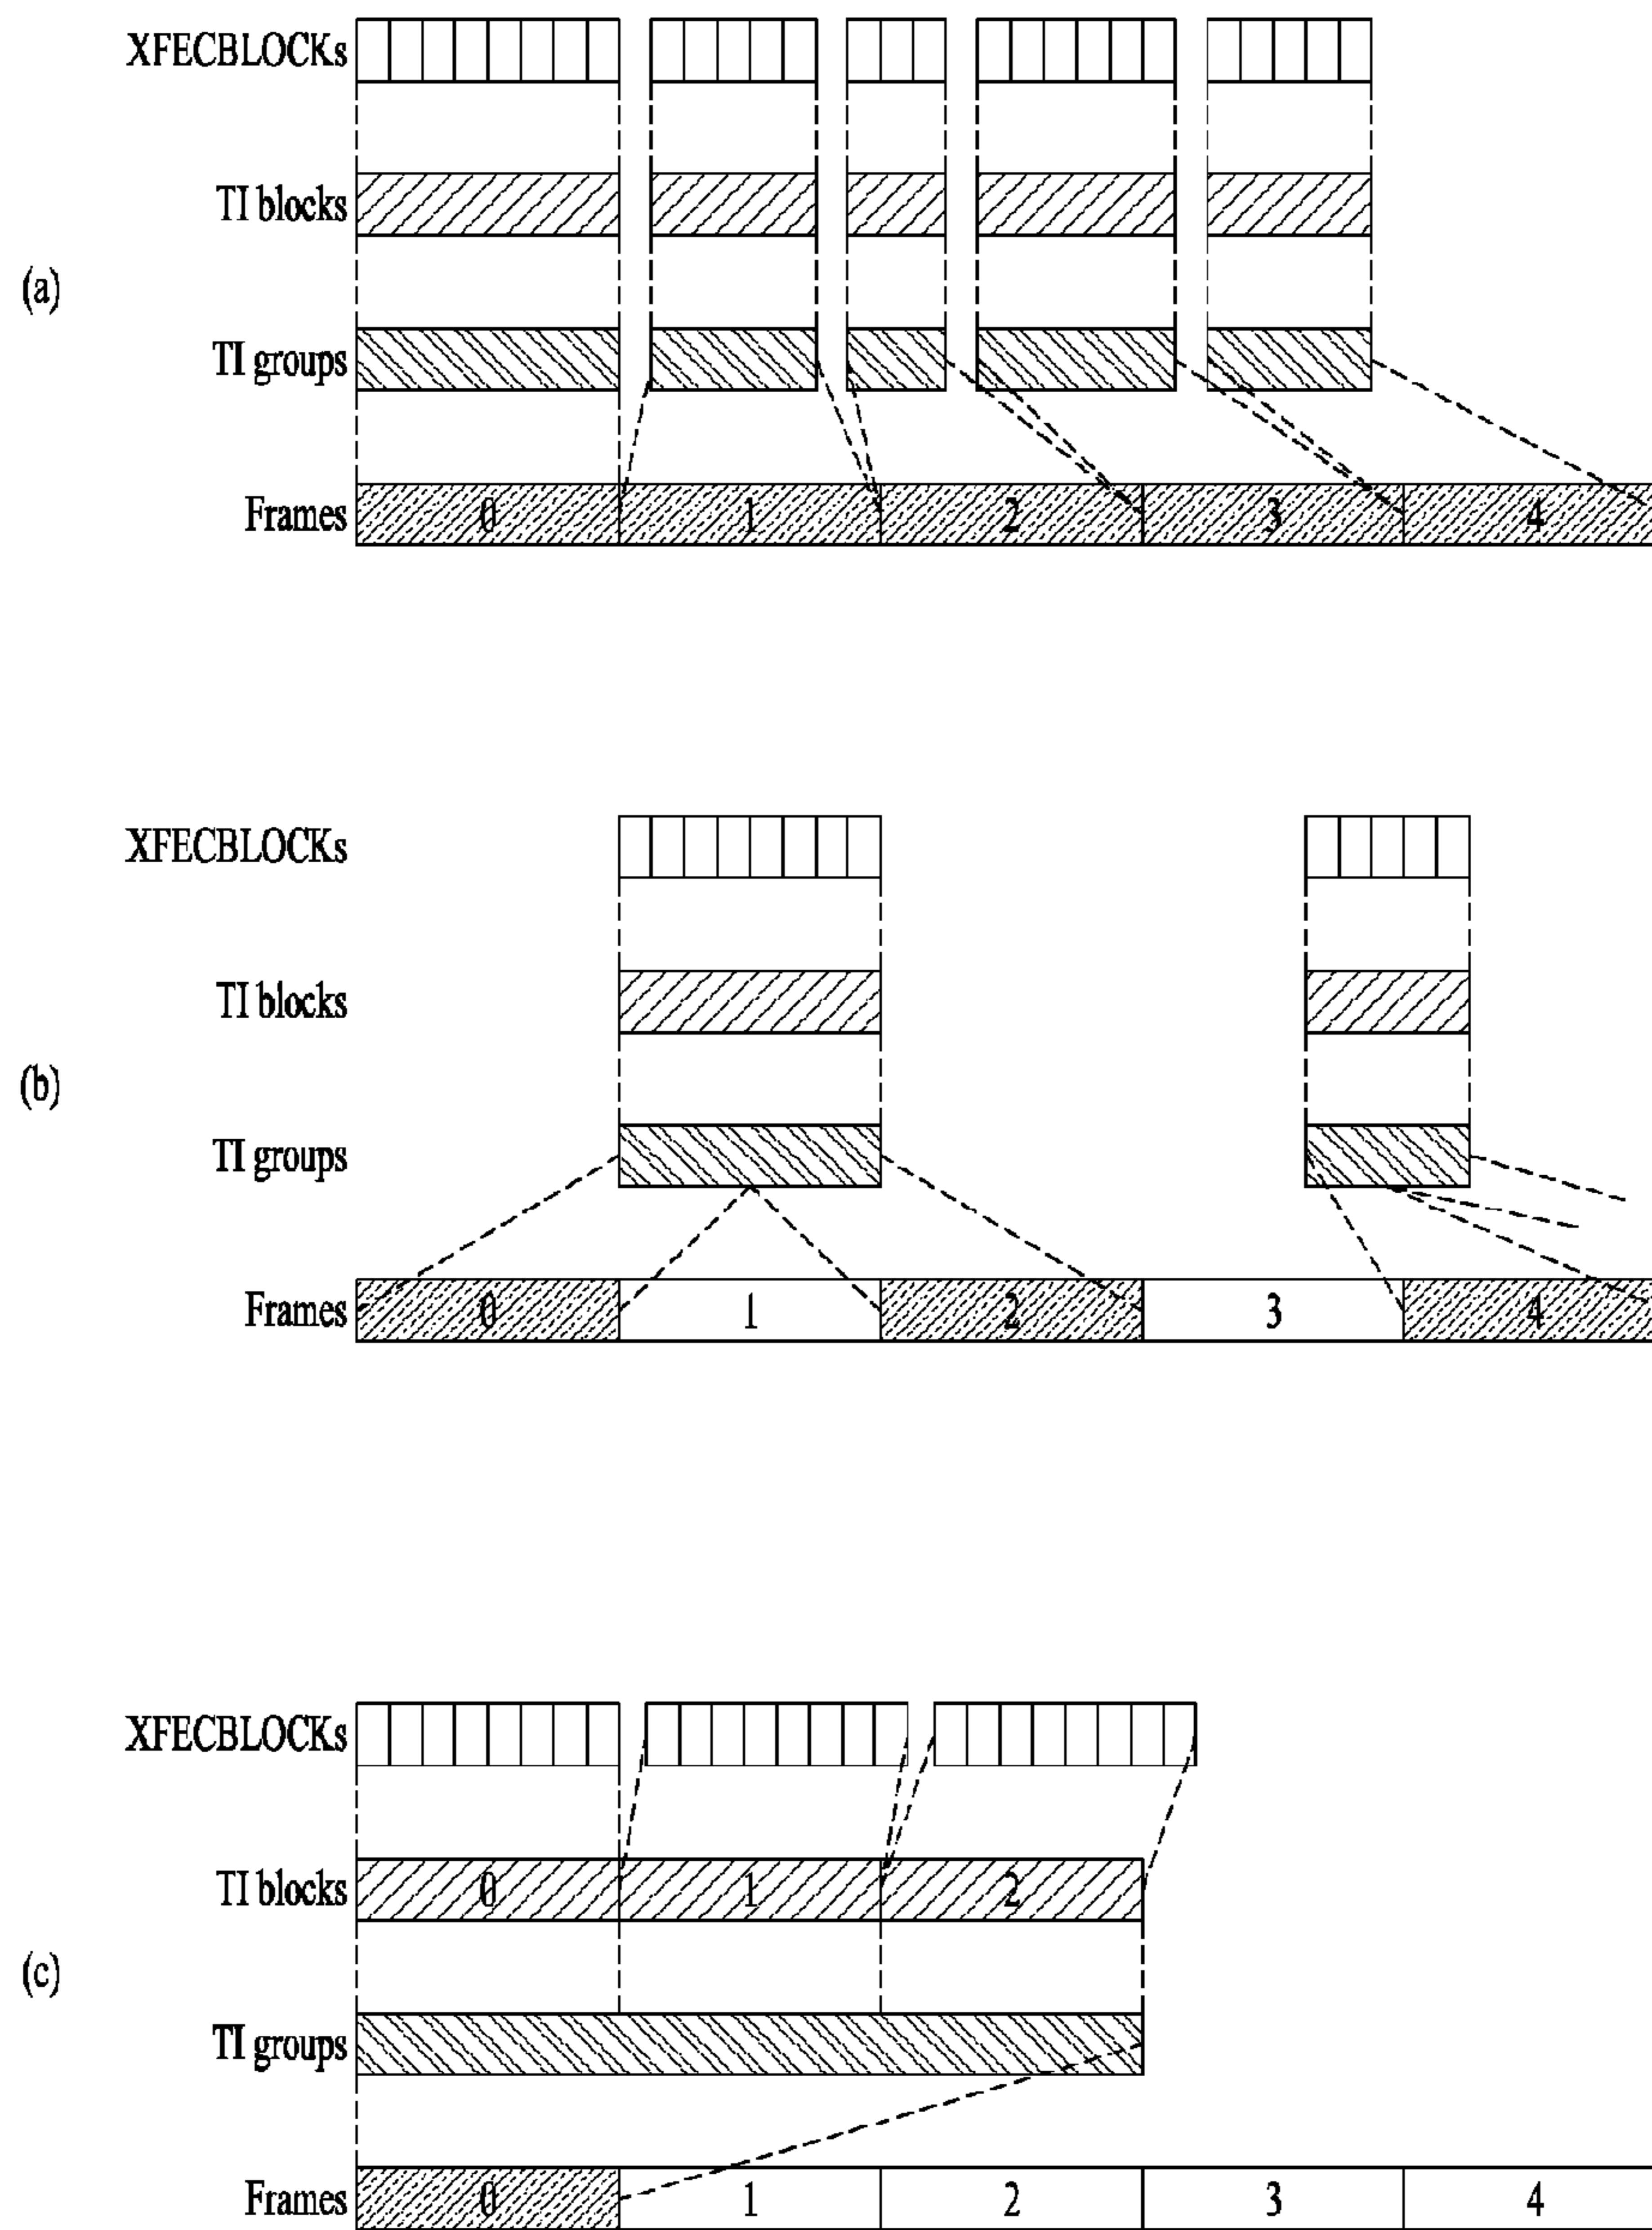 XFECBLOCKs
TI blocks
(a)
TI groups
Frames 0 1 2 3 4
XFECBLOCKs
TI blocks
(b)
TI groups
Frames 0 1 2 3 4
XFECBLOCKs
TI blocks 0 1 2
(c)
TI groups
Frames 0 1 2 3 4